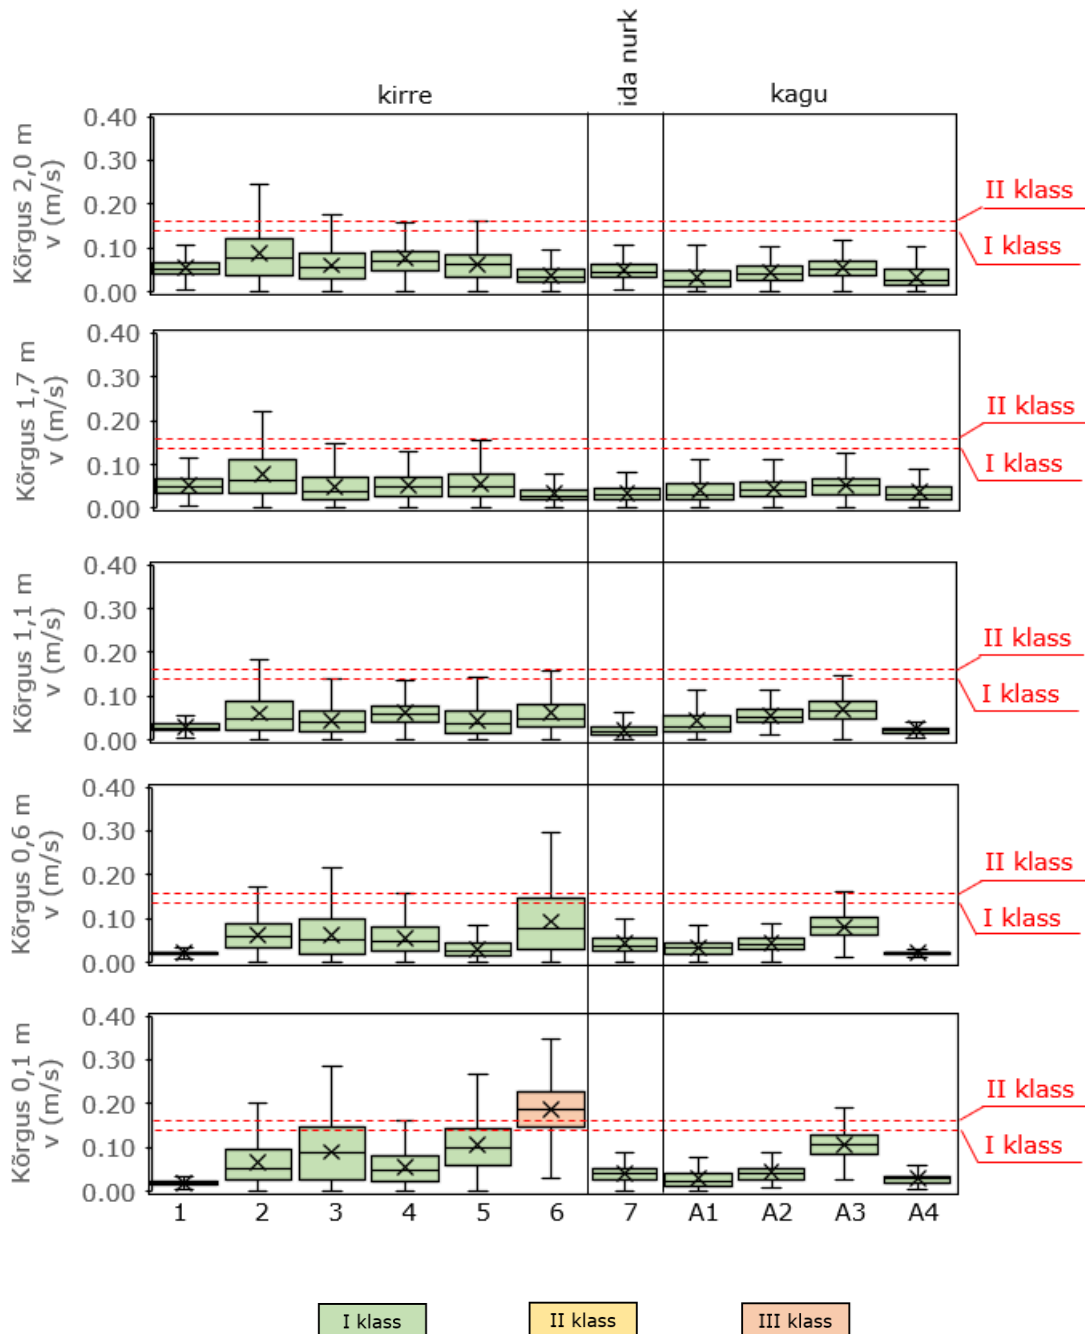 kirre
ida nurk
kagu
Kõrgus 2,0 m
v (m/s)
0.40
0.30
0.20
0.10
0.00
II klass
I klass
Kõrgus 1,7 m
v (m/s)
0.40
0.30
0.20
0.10
0.00
II klass
I klass
Kõrgus 1,1 m
v (m/s)
0.40
0.30
0.20
0.10
0.00
II klass
I klass
Kõrgus 0,6 m
v (m/s)
0.40
0.30
0.20
0.10
0.00
II klass
I klass
Kõrgus 0,1 m
v (m/s)
0.40
0.30
0.20
0.10
0.00
II klass
I klass
1 2 3 4 5 6 7 A1 A2 A3 A4
I klass II klass III klass